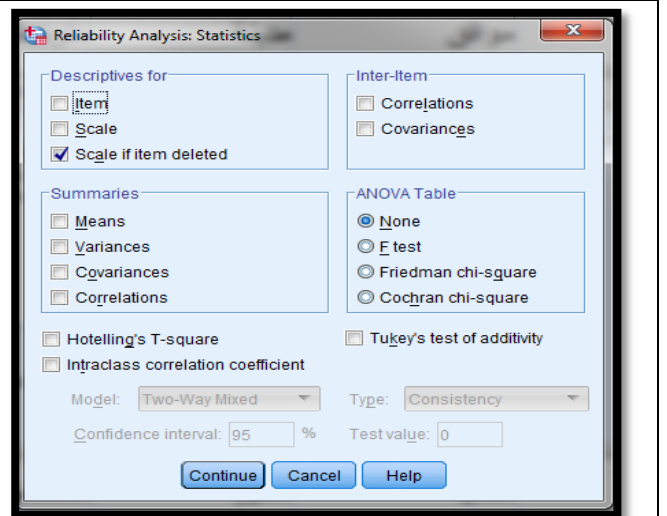 Reliability Analysis: Statistics
Descriptives for
Item
Scale
Scale if item deleted
Inter-Item
Correlations
Covariances
Summaries
Means
Variances
Covariances
Correlations
ANOVA Table
None
F test
Friedman chi-square
Cochran chi-square
Hotelling's T-square
Tukey's test of additivity
Intraclass correlation coefficient
Model: Two-Way Mixed Type: Consistency
Confidence interval: 95 % Test value: 0
Continue Cancel Help